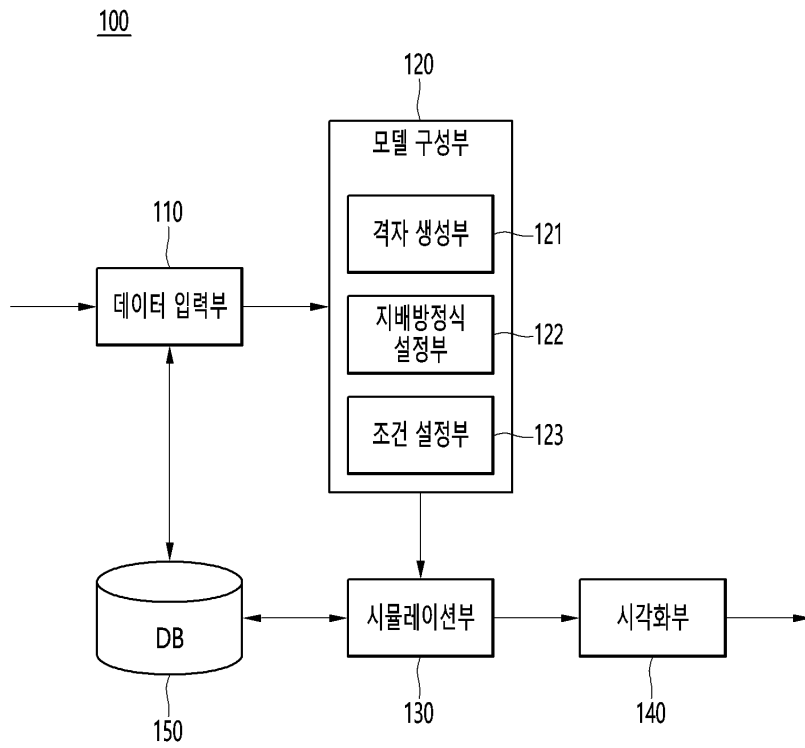 100
120
모델 구성부
110
격자 생성부
121
데이터 입력부
지배방정식
설정부
122
조건 설정부
123
DB
시뮬레이션부
시각화부
150
130
140